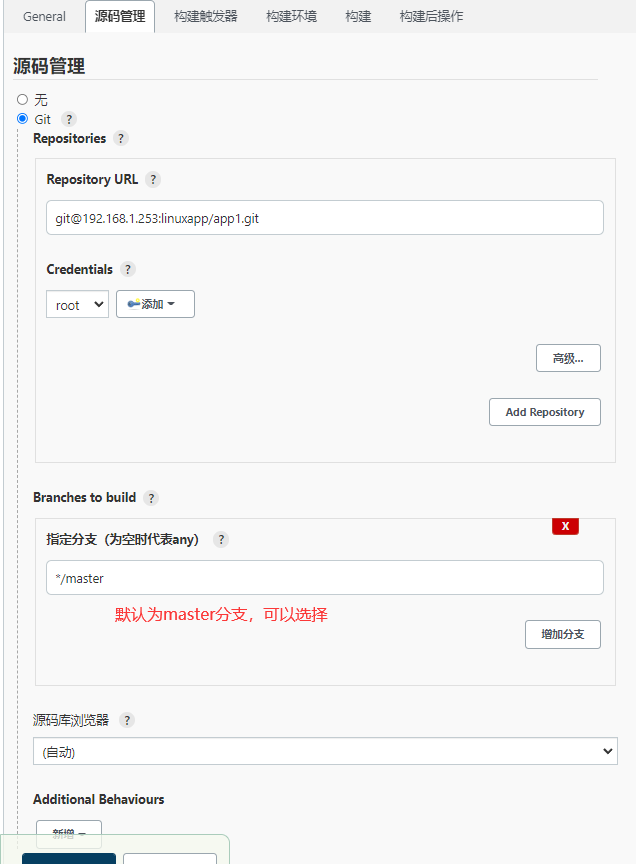 General 源码管理 构建触发器 构建环境 构建 构建后操作
源码管理
无
Git ?
Repositories ?
Repository URL ?
git@192.168.1.253:linuxapp/app1.git
Credentials ?
root 添加
高级...
Add Repository
Branches to build ?
X
指定分支（为空时代表any） ?
*/master
默认为master分支，可以选择
增加分支
源码库浏览器 ?
(自动)
Additional Behaviours
新增